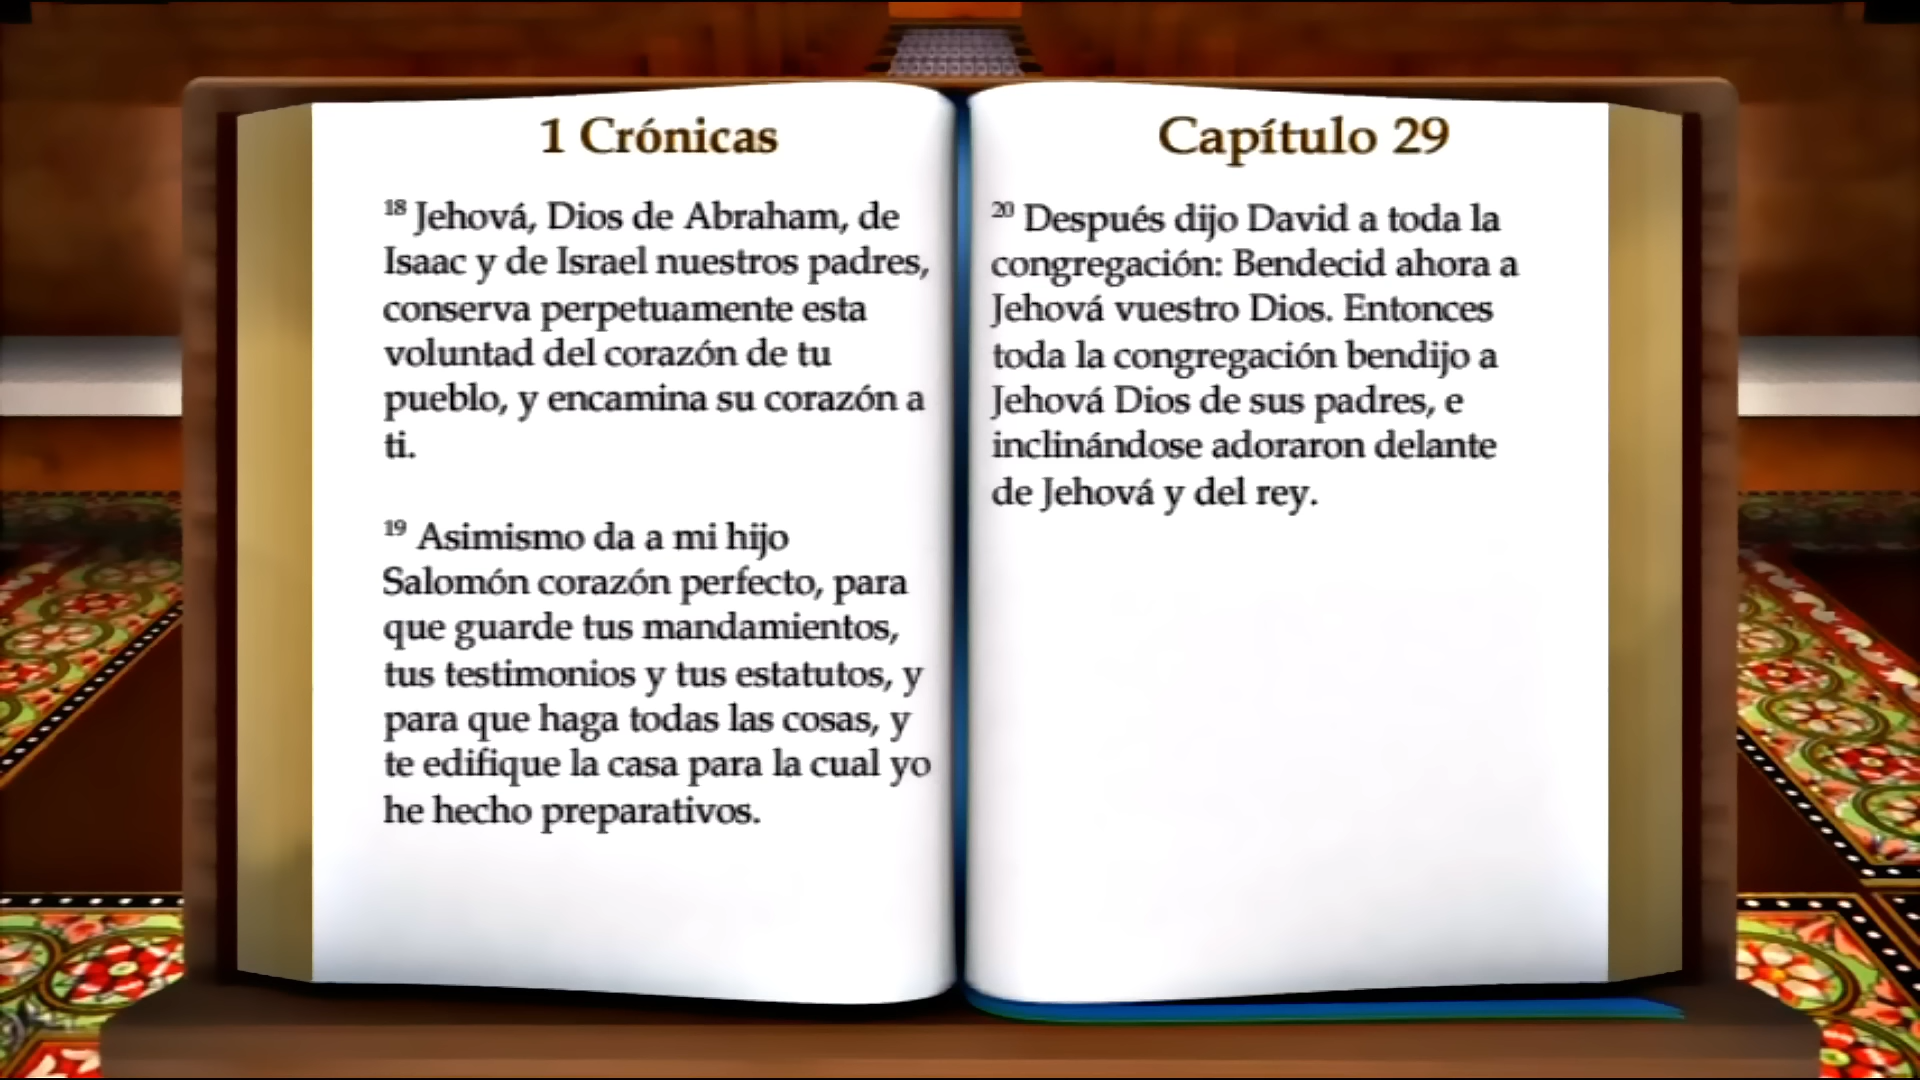 1 Crónicas
18 Jehová, Dios de Abraham, de
Isaac y de Israel nuestros padres,
conserva perpetuamente esta
voluntad del corazón de tu
pueblo, y encamina su corazón a
ti.
19 Asimismo da a mi hijo
Salomón corazón perfecto, para
que guarde tus mandamientos,
tus testimonios y tus estatutos, y
para que haga todas las cosas, y
te edifique la casa para la cual yo
he hecho preparativos.
Capítulo 29
20 Después dijo David a toda la
congregación: Bendecid ahora a
Jehová vuestro Dios. Entonces
toda la congregación bendijo a
Jehová Dios de sus padres, e
inclinándose adoraron delante
de Jehová y del rey.